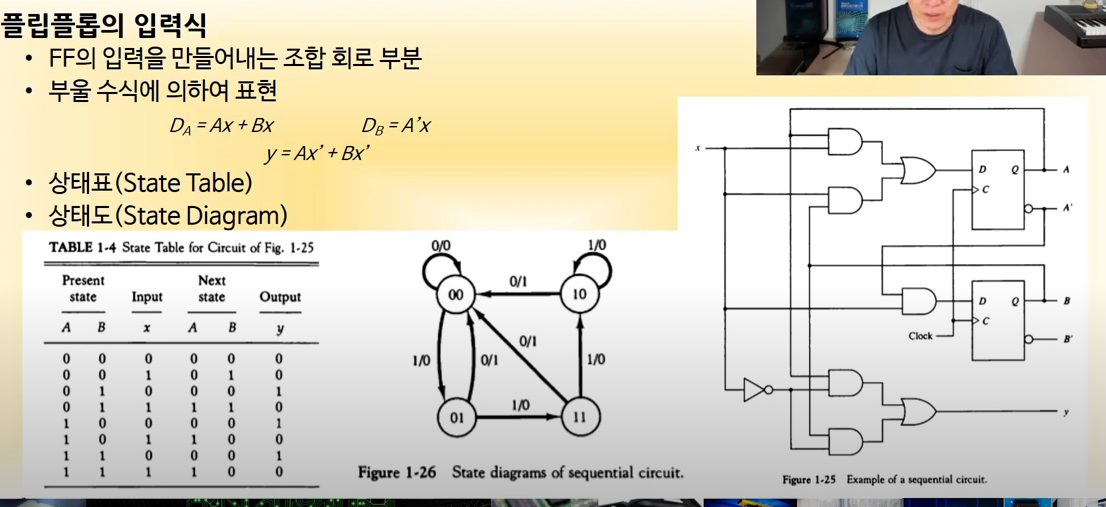 플립플롭의 입력식
• FF의 입력을 만들어내는 조합 회로 부분
• 부울 수식에 의하여 표현
D_A = Ax + Bx D_B = A'x
y = Ax' + Bx'
• 상태표(State Table)
• 상태도(State Diagram)
TABLE 1-4 State Table for Circuit of Fig. 1-25
Present state Input Next state Output
A B x A B y
0 0 0 0 0 0
0 0 1 0 1 0
0 1 0 0 0 1
0 1 1 1 1 0
1 0 0 0 0 1
1 0 1 1 0 0
1 1 0 0 0 1
1 1 1 1 0 0
0/0 1/0
00 0/1 10
1/0 0/1 0/1 1/0
01 1/0 11
Figure 1-26 State diagrams of sequential circuit.
x
D Q A
C
A'
D Q B
Clock C
B'
y
Figure 1-25 Example of a sequential circuit.